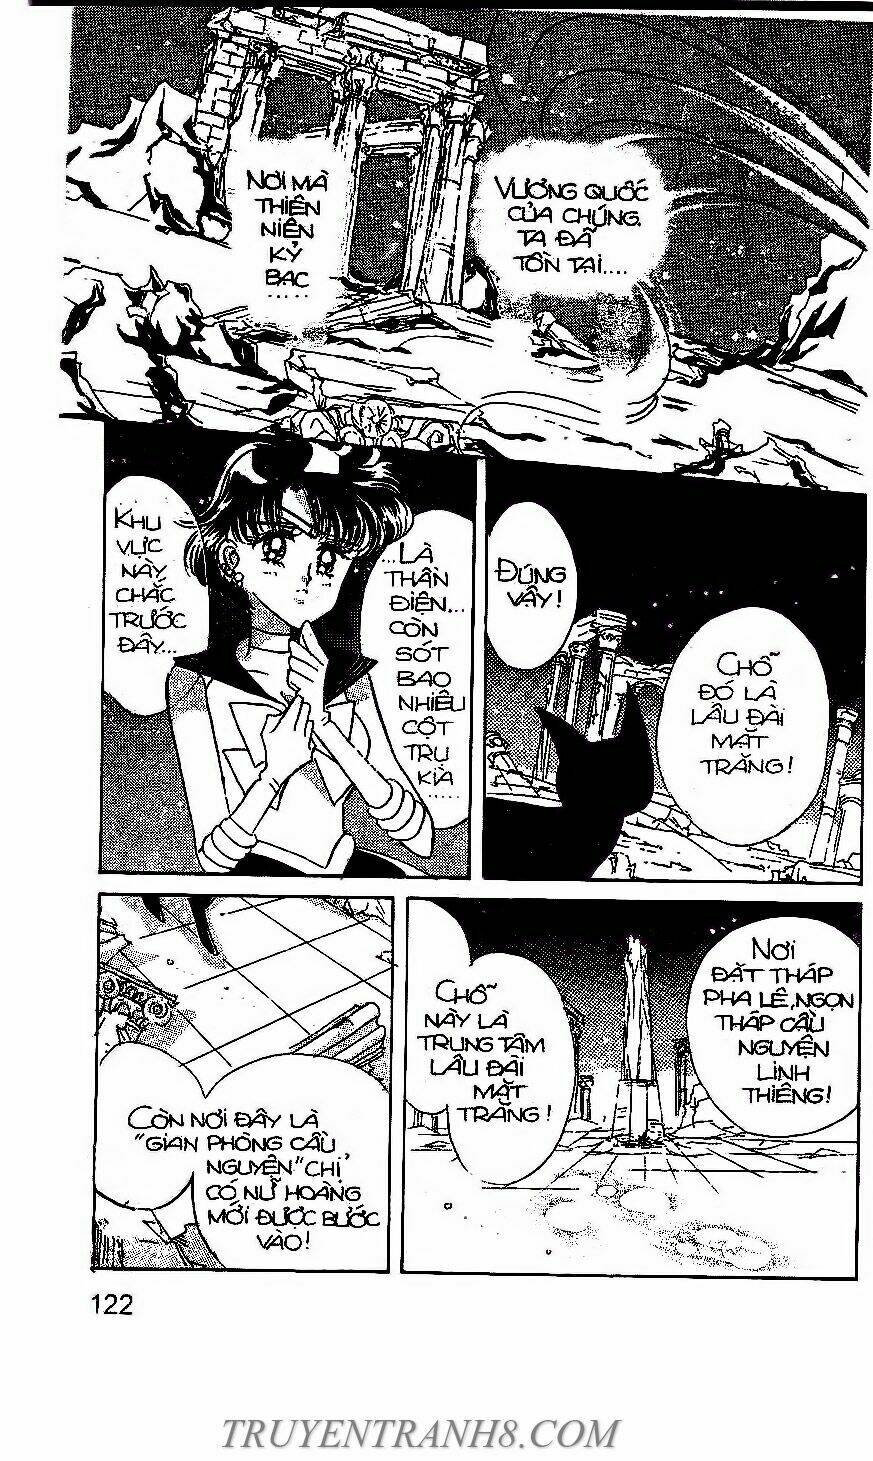 VƯƠNG QUỐC
CỦA CHÚNG
TA ĐÃ
TỒN TẠI....
NƠI MÀ
THIÊN
NIÊN
KỶ
BẠC
.....
KHU
VỰC
NÀY
CHẮC
TRƯỚC
ĐÂY...
...LÀ
THẦN
ĐIỆN...
CÒN
SÓT
BAO
NHIÊU
CỘT
TRỤ
KIÀ
.....
ĐÚNG
VẬY!
CHỖ
ĐÓ LÀ
LÂU ĐÀI
MẶT
TRĂNG!
CHỖ
NÀY LÀ
TRUNG TÂM
LÂU ĐÀI
MẶT
TRĂNG!
NƠI
ĐẶT THÁP
PHA LÊ, NGỌN
THÁP CẦU
NGUYỆN
LINH
THIÊNG!
CÒN NƠI ĐÂY LÀ
"GIAN PHÒNG CẦU
NGUYỆN" CHỈ
CÓ NỮ HOÀNG
MỚI ĐƯỢC BƯỚC
VÀO!
122
TRUYENTRANH8.COM